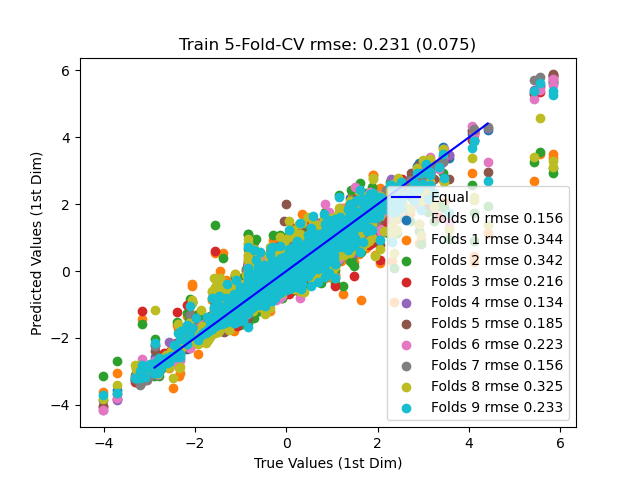 Train 5-Fold-CV rmse: 0.231 (0.075)
Predicted Values (1st Dim)
6
4
2
0
−2
−4
Equal
Folds 0 rmse 0.156
Folds 1 rmse 0.344
Folds 2 rmse 0.342
Folds 3 rmse 0.216
Folds 4 rmse 0.134
Folds 5 rmse 0.185
Folds 6 rmse 0.223
Folds 7 rmse 0.156
Folds 8 rmse 0.325
Folds 9 rmse 0.233
−4 −2 0 2 4 6
True Values (1st Dim)